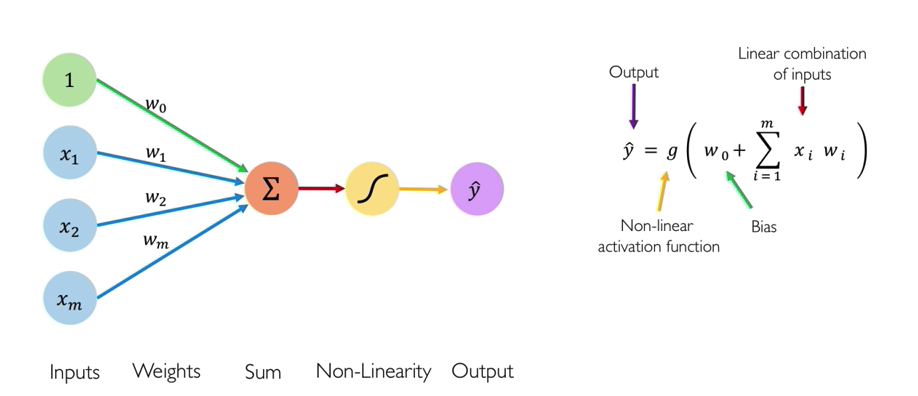 1
w₀
x₁
w₁
x₂
w₂
xₘ
wₘ
Σ
ŷ
Inputs Weights Sum Non-Linearity Output
Output
Linear combination
of inputs
ŷ = g ( w₀ + ∑ᵢ₌₁ᵐ xᵢ wᵢ )
Non-linear
activation function
Bias